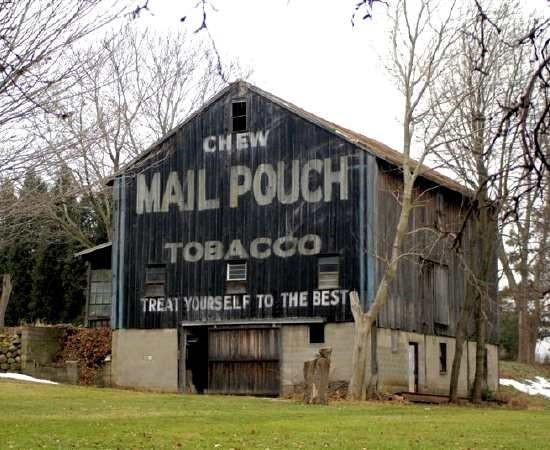 CHEW
MAIL POUCH
TOBACCO
TREAT YOURSELF TO THE BEST